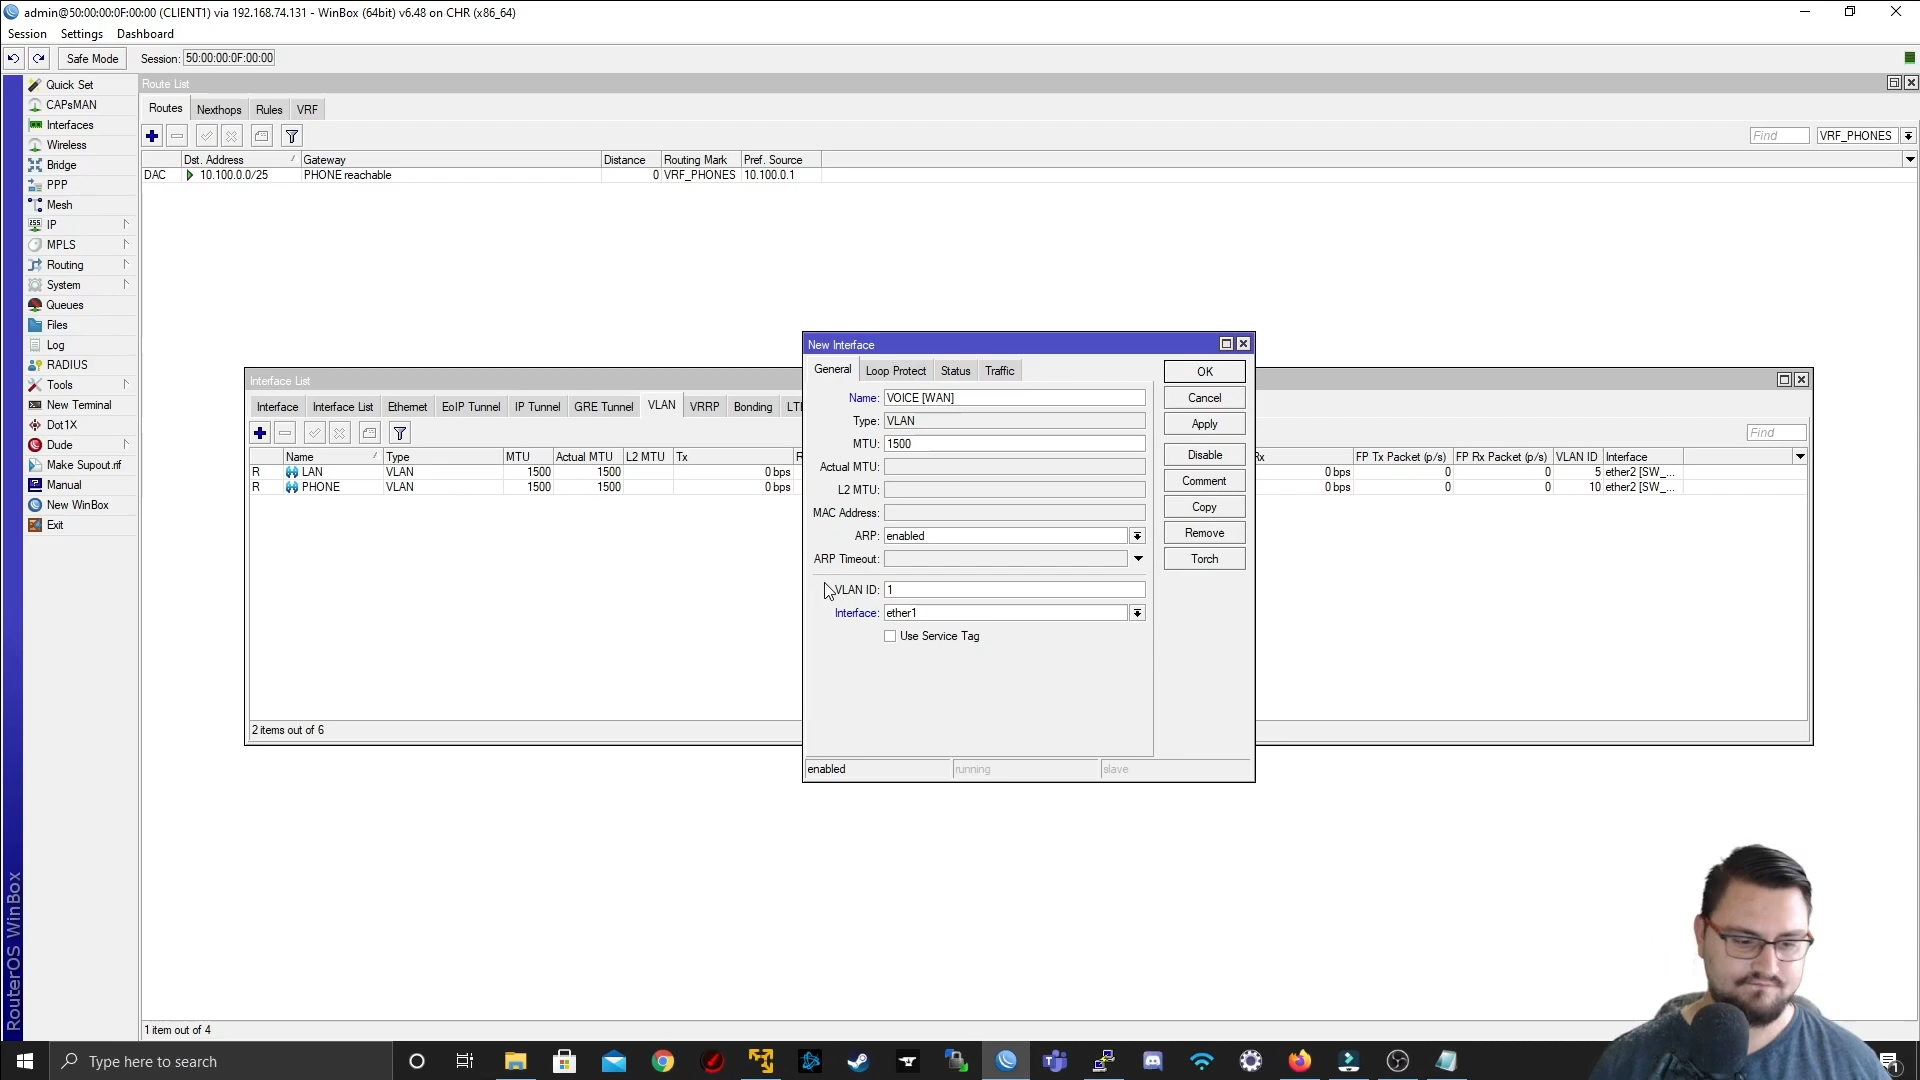 admin@50:00:00:0F:00:00 (CLIENT1) via 192.168.74.131 - WinBox (64bit) v6.48 on CHR (x86_64)
Session Settings Dashboard
Safe Mode Session: 50:00:00:0F:00:00
Quick Set
CAPsMAN
Interfaces
Wireless
Bridge
PPP
Mesh
IP
MPLS
Routing
System
Queues
Files
Log
RADIUS
Tools
New Terminal
Dot1X
Dude
Make Supout.rif
Manual
New WinBox
Exit
RouterOS WinBox
Route List
Routes Nexthops Rules VRF
Find VRF_PHONES
Dst. Address Gateway Distance Routing Mark Pref. Source
DAC 10.100.0.0/25 PHONE reachable 0 VRF_PHONES 10.100.0.1
Interface List
Interface Interface List Ethernet EoIP Tunnel IP Tunnel GRE Tunnel VLAN VRRP Bonding LT
Find
Name Type MTU Actual MTU L2 MTU Tx R Rx FP Tx Packet (p/s) FP Rx Packet (p/s) VLAN ID Interface
R LAN VLAN 1500 1500 0 bps 0 bps 0 0 5 ether2 [SW_...
R PHONE VLAN 1500 1500 0 bps 0 bps 0 0 10 ether2 [SW_...
2 items out of 6
New Interface
General Loop Protect Status Traffic
Name: VOICE [WAN]
Type: VLAN
MTU: 1500
Actual MTU:
L2 MTU:
MAC Address:
ARP: enabled
ARP Timeout:
VLAN ID: 1
Interface: ether1
Use Service Tag
OK
Cancel
Apply
Disable
Comment
Copy
Remove
Torch
enabled running slave
1 item out of 4
Type here to search
1